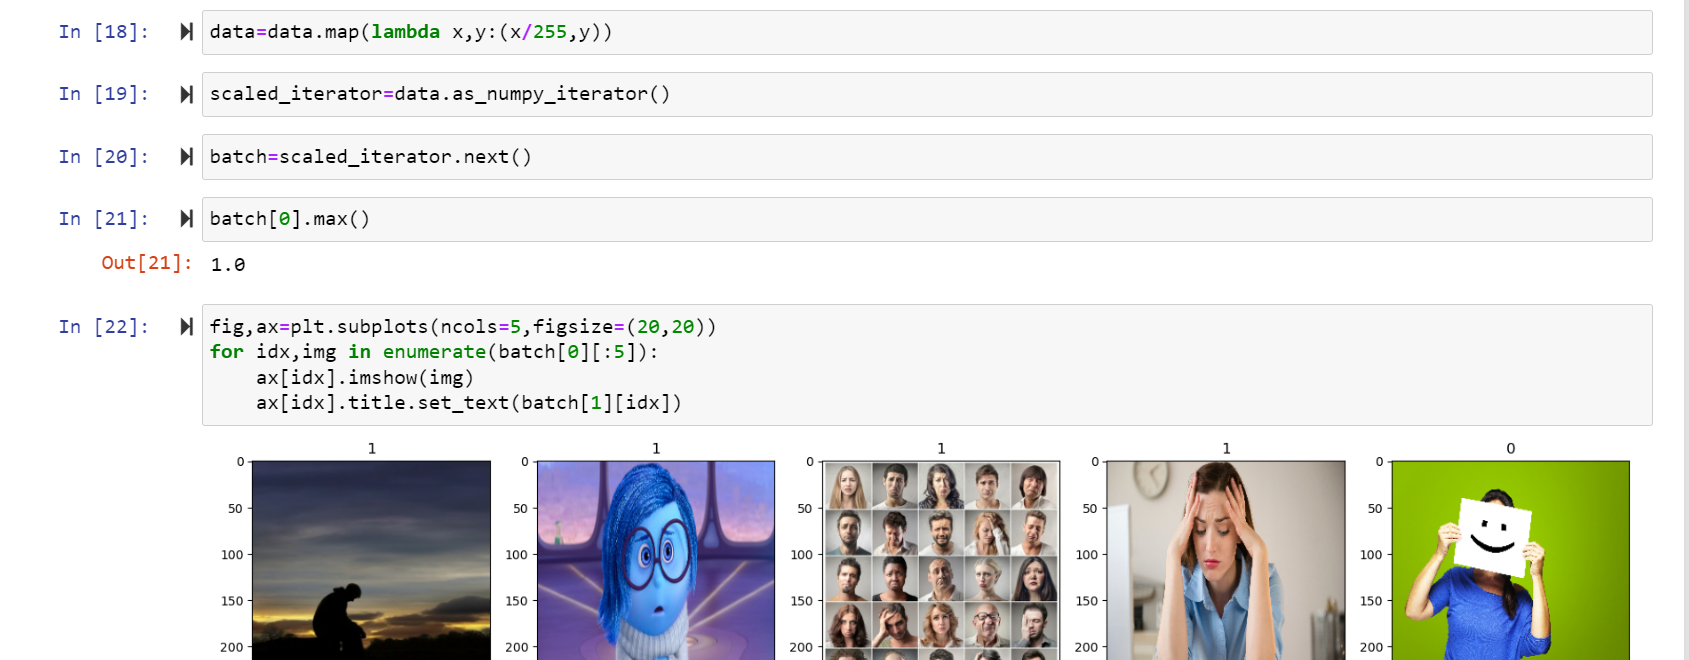 In [18]: data=data.map(lambda x,y:(x/255,y))
In [19]: scaled_iterator=data.as_numpy_iterator()
In [20]: batch=scaled_iterator.next()
In [21]: batch[0].max()
Out[21]: 1.0
In [22]: fig,ax=plt.subplots(ncols=5,figsize=(20,20))
for idx,img in enumerate(batch[0][:5]):
    ax[idx].imshow(img)
    ax[idx].title.set_text(batch[1][idx])
1 1 1 1 0
0 0 0 0 0
50 50 50 50 50
100 100 100 100 100
150 150 150 150 150
200 200 200 200 200